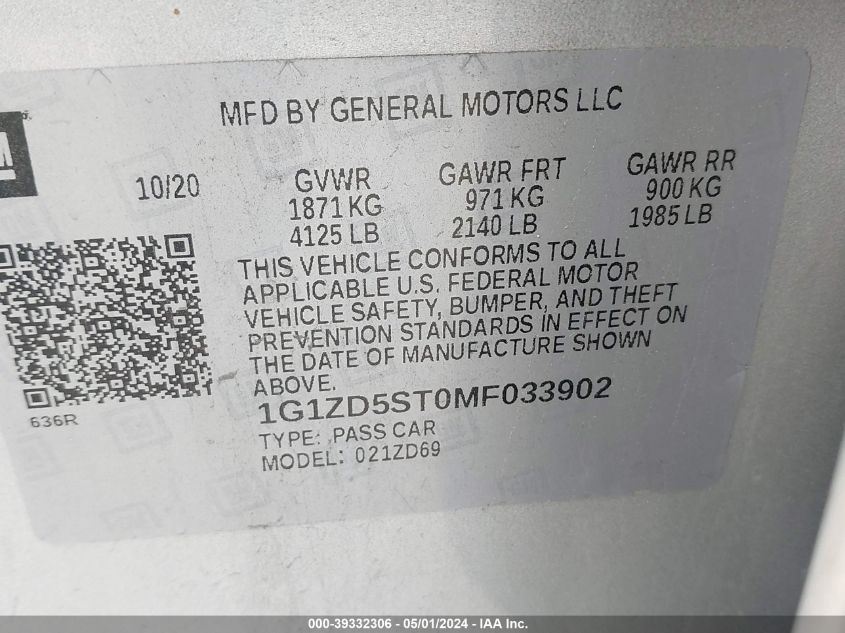 MFD BY GENERAL MOTORS LLC
10/20
GVWR
1871 KG
4125 LB
GAWR FRT
971 KG
2140 LB
GAWR RR
900 KG
1985 LB
THIS VEHICLE CONFORMS TO ALL
APPLICABLE U.S. FEDERAL MOTOR
VEHICLE SAFETY, BUMPER, AND THEFT
PREVENTION STANDARDS IN EFFECT ON
THE DATE OF MANUFACTURE SHOWN
ABOVE.
1G1ZD5ST0MF033902
TYPE: PASS CAR
MODEL: 021ZD69
636R
000-39332306 - 05/01/2024 - IAA Inc.